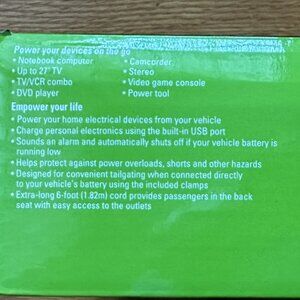 Power your devices on the go
• Notebook computer
• Up to 27" TV
• TV/VCR combo
• DVD player
• Camcorder
• Stereo
• Video game console
• Power tool
Empower your life
• Power your home electrical devices from your vehicle
• Charge personal electronics using the built-in USB port
• Sounds an alarm and automatically shuts off if your vehicle battery is
running low
• Helps protect against power overloads, shorts and other hazards
• Designed for convenient tailgating when connected directly
to your vehicle's battery using the included clamps
• Extra-long 6-foot (1.82m) cord provides passengers in the back
seat with easy access to the outlets